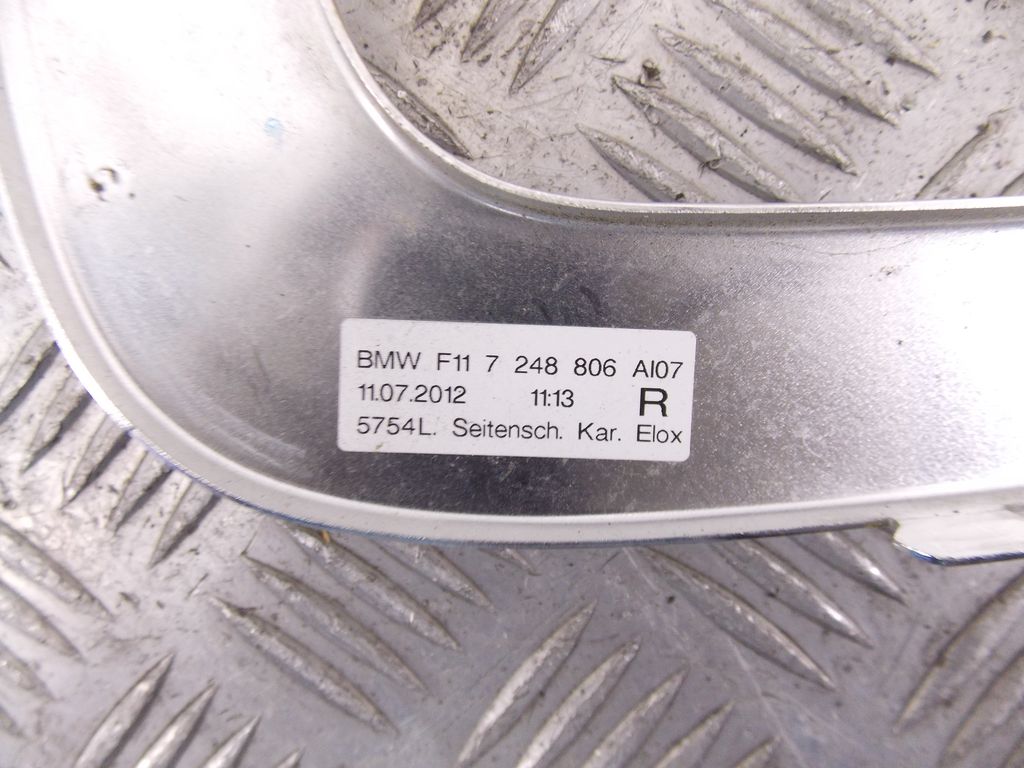 BMW F11 7 248 806 AI07
11.07.2012 11:13 R
5754L. Seitensch. Kar. Elox